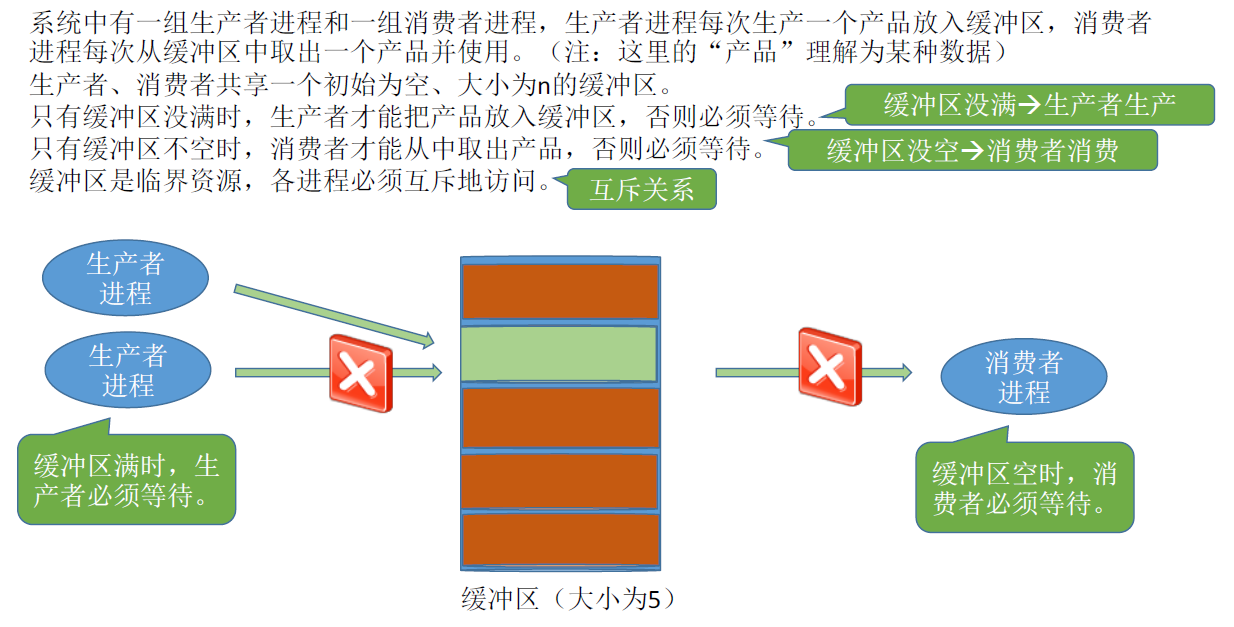 系统中有一组生产者进程和一组消费者进程，生产者进程每次生产一个产品放入缓冲区，消费者
进程每次从缓冲区中取出一个产品并使用。（注：这里的“产品”理解为某种数据）
生产者、消费者共享一个初始为空、大小为n的缓冲区。
只有缓冲区没满时，生产者才能把产品放入缓冲区，否则必须等待。
缓冲区没满→生产者生产
只有缓冲区不空时，消费者才能从中取出产品，否则必须等待。
缓冲区没空→消费者消费
缓冲区是临界资源，各进程必须互斥地访问。
互斥关系
生产者
进程
生产者
进程
消费者
进程
缓冲区满时，生
产者必须等待。
缓冲区空时，消
费者必须等待。
缓冲区（大小为5）